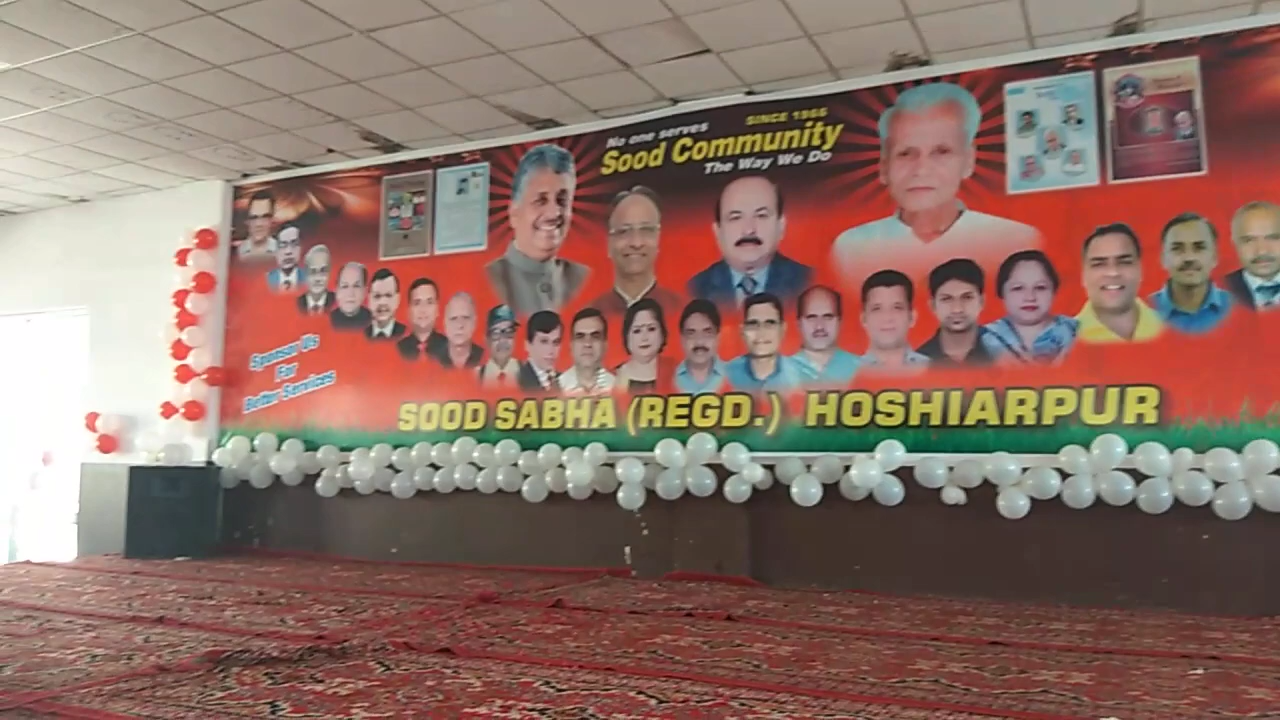 No one serves
SINCE 1966
Sood Community
The Way We Do
Sponsor Us
For
Better Services
SOOD SABHA (REGD.) HOSHIARPUR